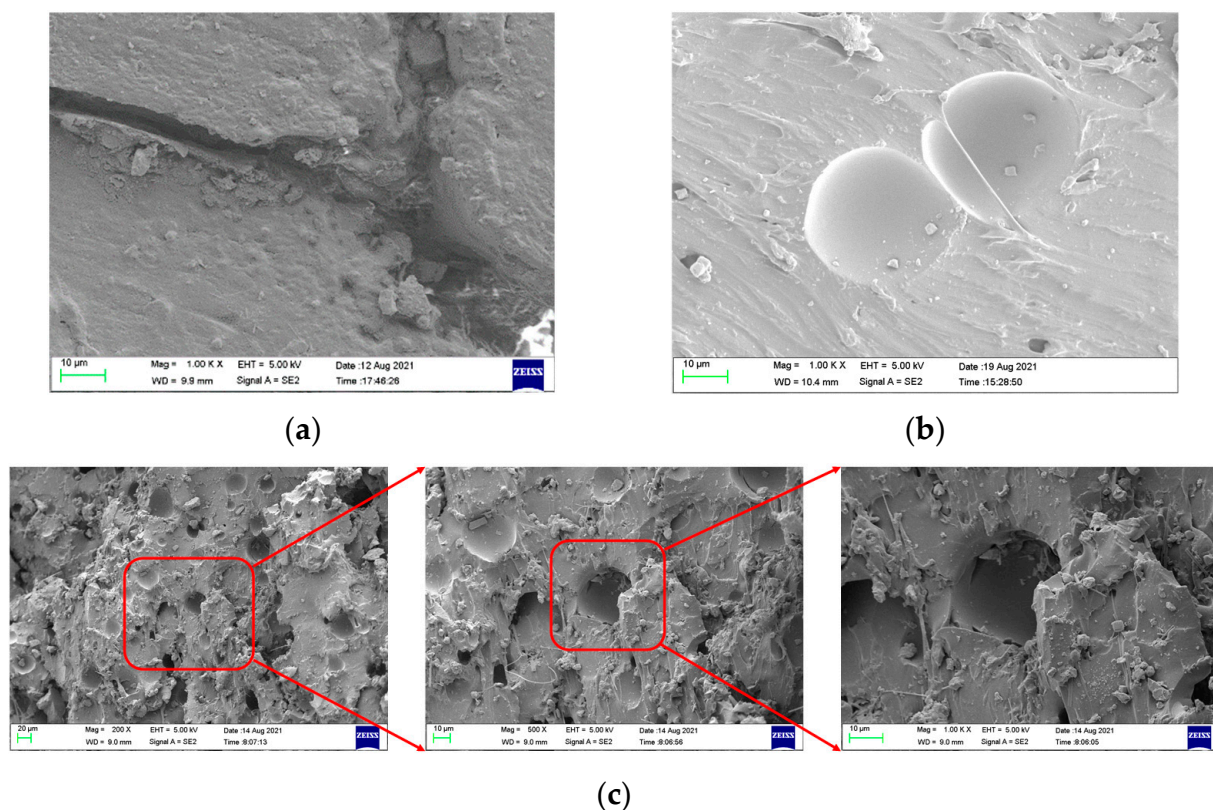 10 µm Mag = 1.00 K X EHT = 5.00 kV Date :12 Aug 2021
WD = 9.9 mm Signal A = SE2 Time :17:46:26
ZEISS
10 µm Mag = 1.00 K X EHT = 5.00 kV Date :19 Aug 2021
WD = 10.4 mm Signal A = SE2 Time :15:28:50
(a)
(b)
20 µm Mag = 200 X EHT = 5.00 kV Date :14 Aug 2021
WD = 9.0 mm Signal A = SE2 Time :8:07:13
ZEISS
10 µm Mag = 500 X EHT = 5.00 kV Date :14 Aug 2021
WD = 9.0 mm Signal A = SE2 Time :8:06:56
ZEISS
10 µm Mag = 1.00 K X EHT = 5.00 kV Date :14 Aug 2021
WD = 9.0 mm Signal A = SE2 Time :8:06:05
ZEISS
(c)